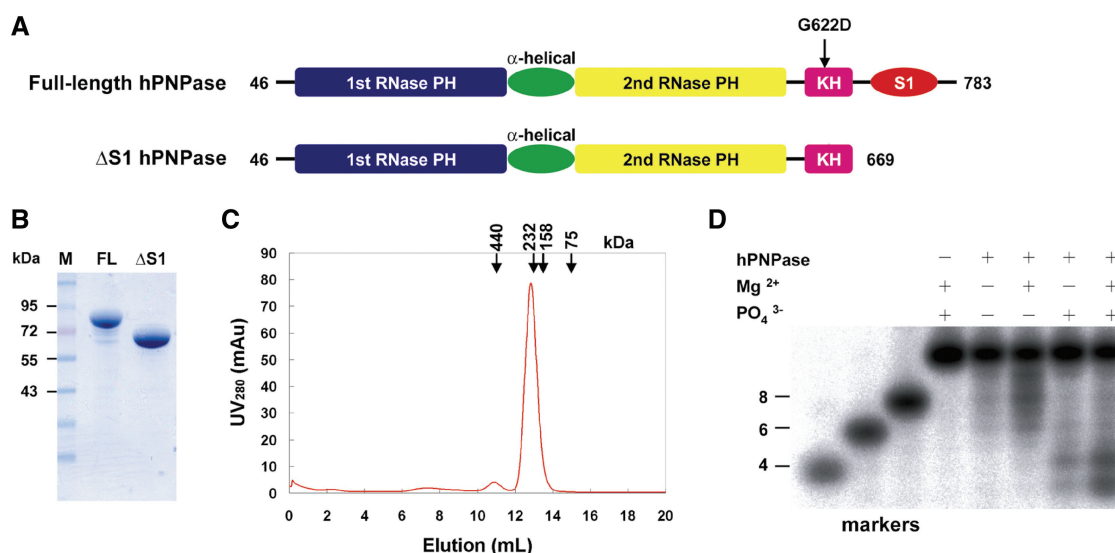 A
G622D
α-helical
Full-length hPNPase 46 1st RNase PH 2nd RNase PH KH S1 783
α-helical
ΔS1 hPNPase 46 1st RNase PH 2nd RNase PH KH 669
B
kDa M FL ΔS1
95
72
55
43
C
440 232 158 75 kDa
90
80
70
60
50
40
30
20
10
0
UV280 (mAu)
0 2 4 6 8 10 12 14 16 18 20
Elution (mL)
D
hPNPase − + + + +
Mg 2+ + − + − +
PO4 3- + − − + +
8
6
4
markers